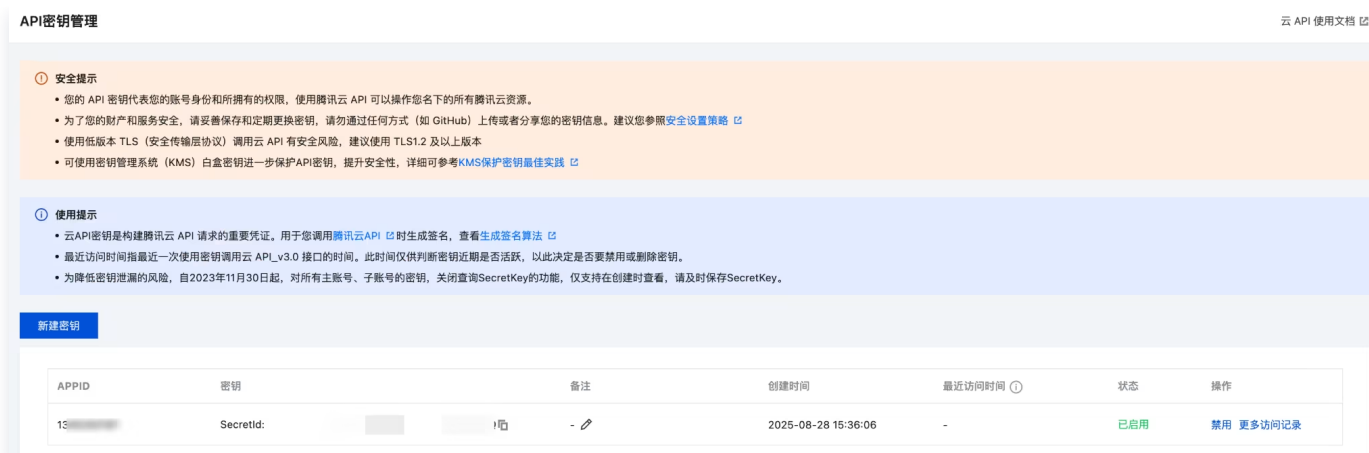 API密钥管理
云 API 使用文档
安全提示
• 您的 API 密钥代表您的账号身份和所拥有的权限，使用腾讯云 API 可以操作您名下的所有腾讯云资源。
• 为了您的财产和服务安全，请妥善保存和定期更换密钥，请勿通过任何方式（如 GitHub）上传或者分享您的密钥信息。建议您参照安全设置策略
• 使用低版本 TLS（安全传输层协议）调用云 API 有安全风险，建议使用 TLS1.2 及以上版本
• 可使用密钥管理系统（KMS）白盒密钥进一步保护API密钥，提升安全性，详细可参考KMS保护密钥最佳实践
使用提示
• 云API密钥是构建腾讯云 API 请求的重要凭证。用于您调用腾讯云API 时生成签名，查看生成签名算法
• 最近访问时间指最近一次使用密钥调用云 API_v3.0 接口的时间。此时间仅供判断密钥近期是否活跃，以此决定是否要禁用或删除密钥。
• 为降低密钥泄漏的风险，自2023年11月30日起，对所有主账号、子账号的密钥，关闭查询SecretKey的功能，仅支持在创建时查看，请及时保存SecretKey。
新建密钥
APPID 密钥 备注 创建时间 最近访问时间 状态 操作
13 SecretId: - 2025-08-28 15:36:06 - 已启用 禁用 更多访问记录